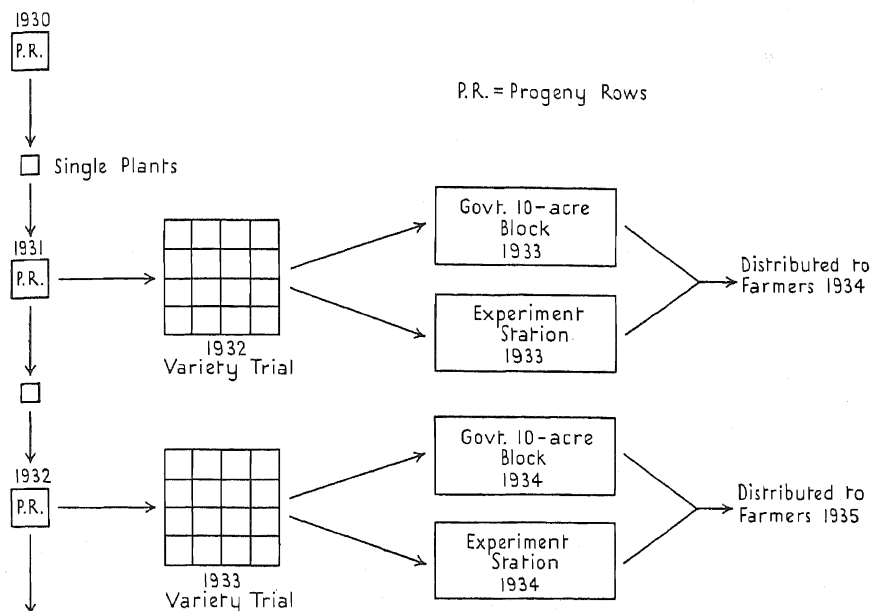 1930
P.R.
P.R. = Progeny Rows
Single Plants
1931
P.R.
1932
Variety Trial
Govt. 10-acre
Block
1933
Experiment
Station
1933
Distributed to
Farmers 1934
1932
P.R.
1933
Variety Trial
Govt. 10-acre
Block
1934
Experiment
Station
1934
Distributed to
Farmers 1935